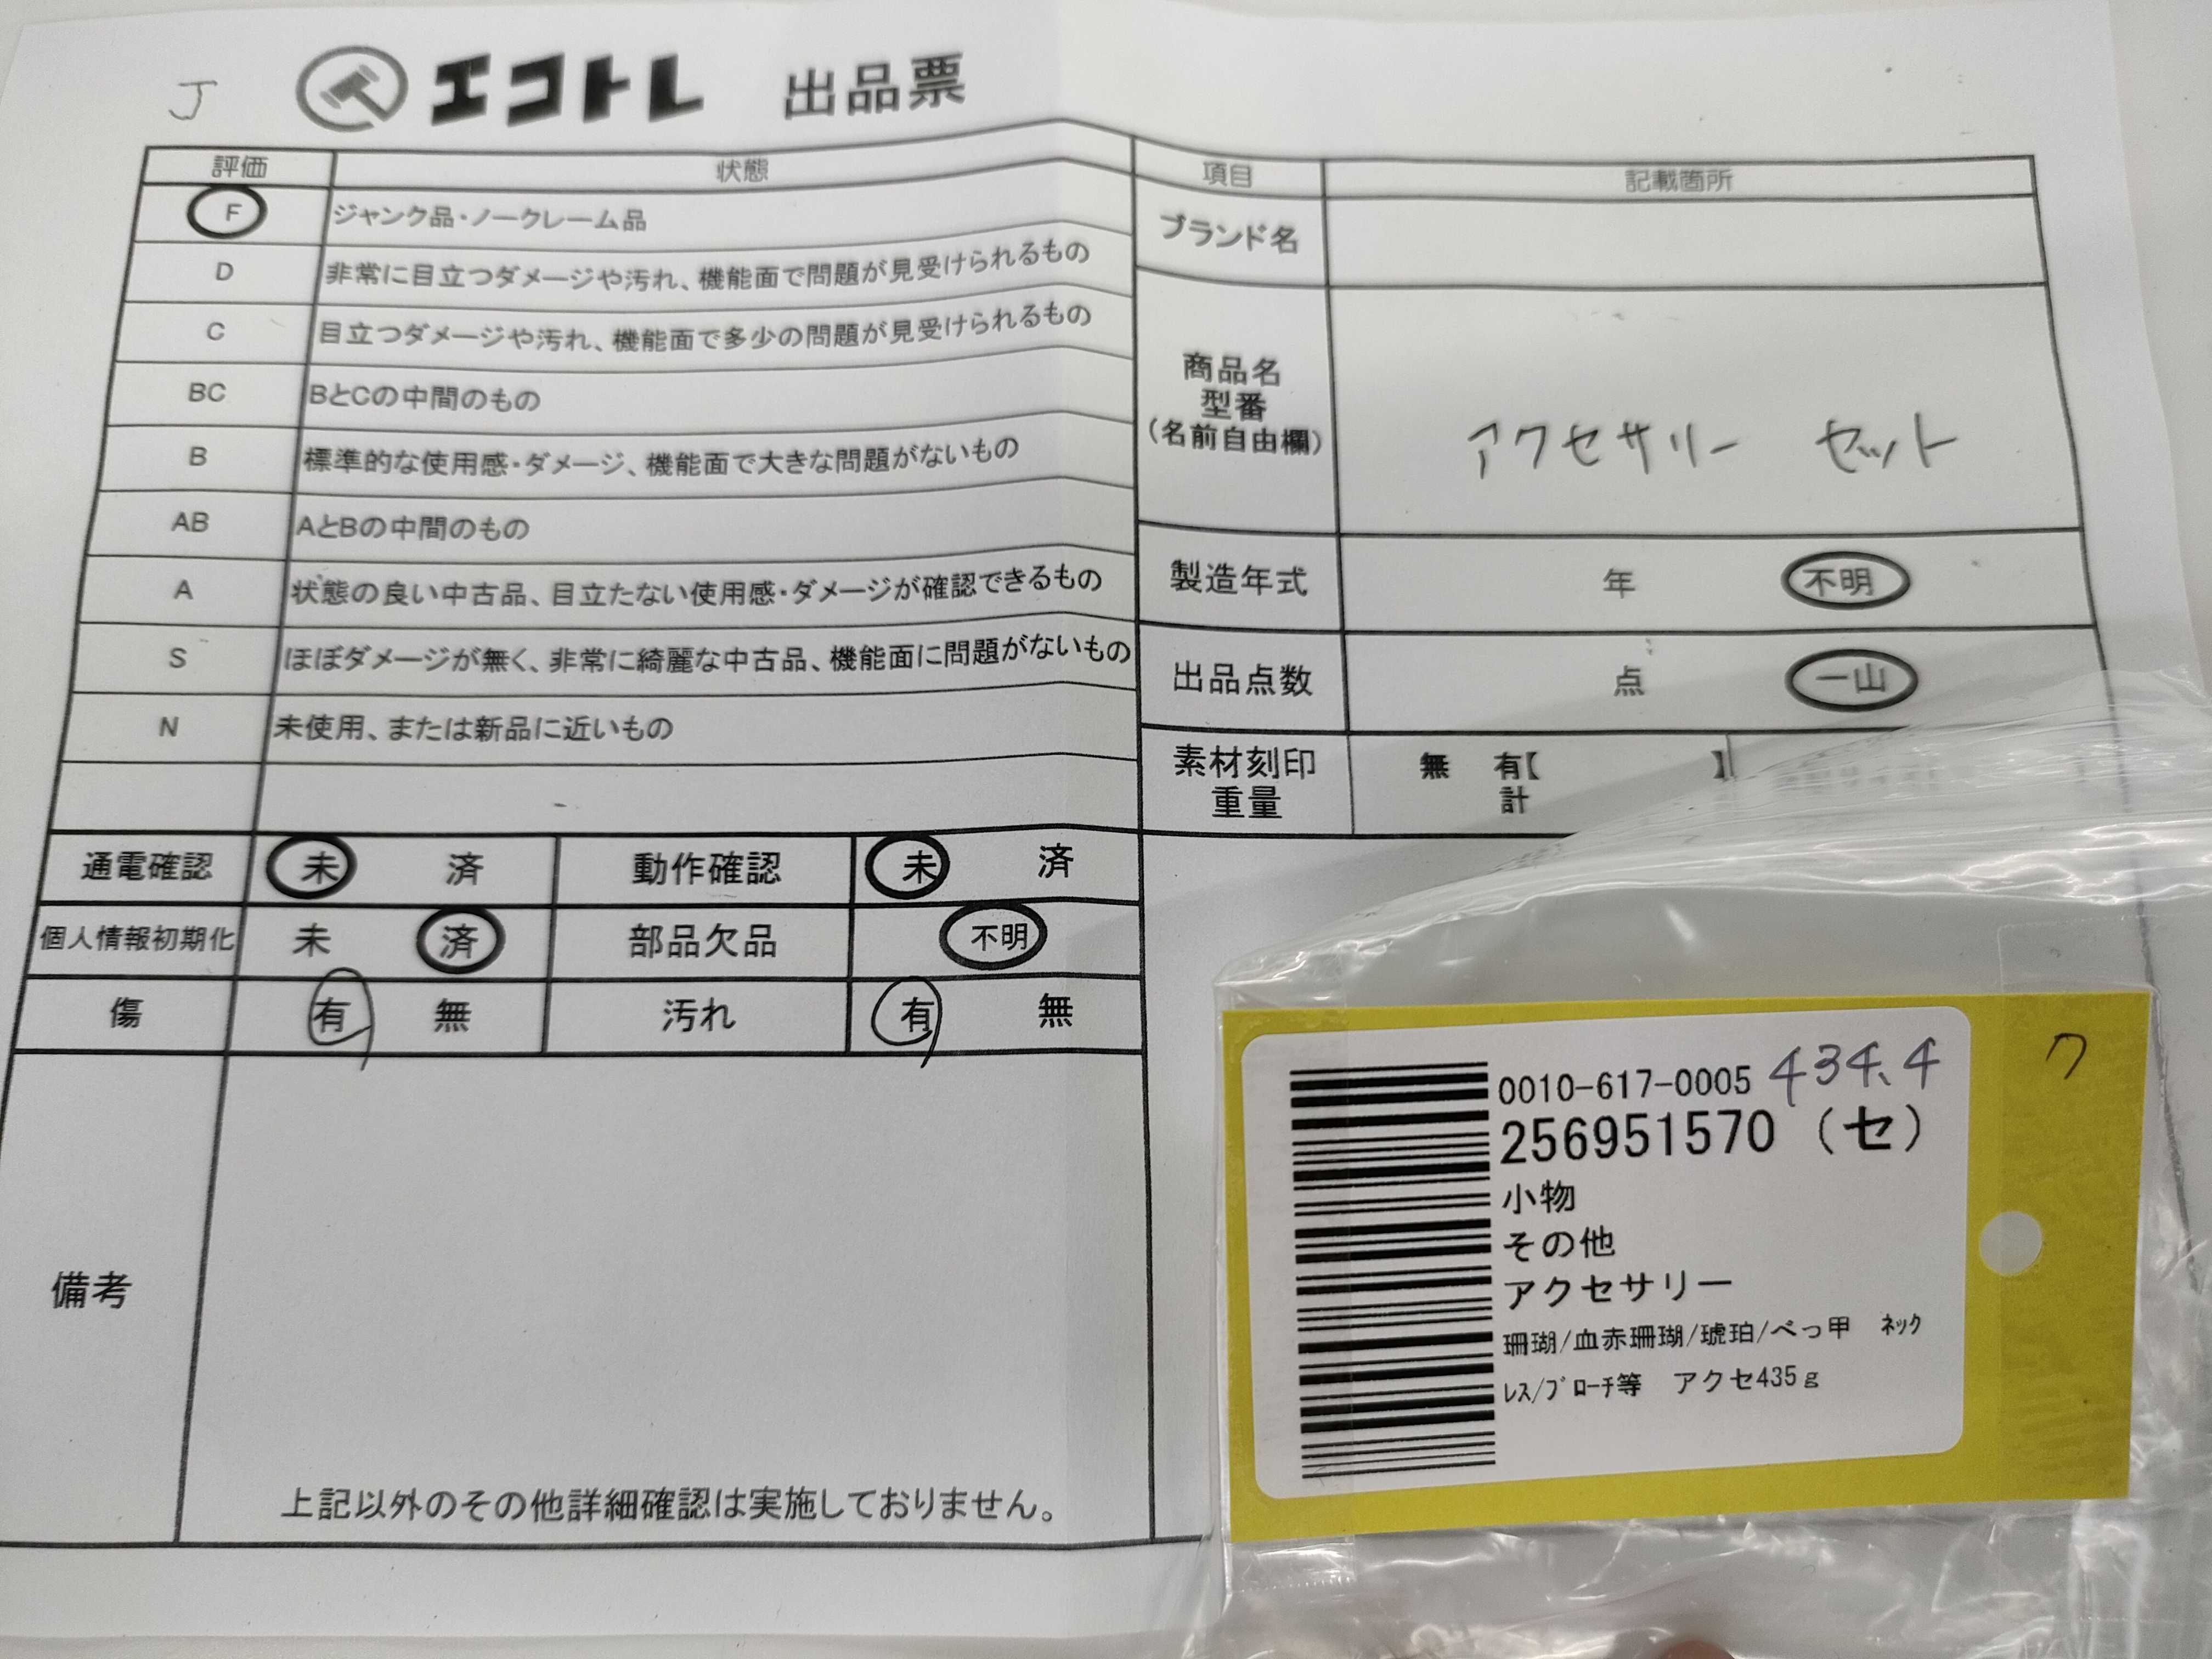 J
エコトレ 出品票
評価 状態
F ジャンク品・ノークレーム品
D 非常に目立つダメージや汚れ、機能面で問題が見受けられるもの
C 目立つダメージや汚れ、機能面で多少の問題が見受けられるもの
BC BとCの中間のもの
B 標準的な使用感・ダメージ、機能面で大きな問題がないもの
AB AとBの中間のもの
A 状態の良い中古品、目立たない使用感・ダメージが確認できるもの
S ほぼダメージが無く、非常に綺麗な中古品、機能面に問題がないもの
N 未使用、または新品に近いもの
通電確認 未 済 動作確認 未 済
個人情報初期化 未 済 部品欠品 不明
傷 有 無 汚れ 有 無
備考
上記以外のその他詳細確認は実施しておりません。
項目 記載箇所
ブランド名
商品名
型番
(名前自由欄)
アクセサリー セット
製造年式 年 不明
出品点数 点 一山
素材刻印 無 有【 】
重量 計
0010-617-0005 434.4
ク
256951570 (セ)
小物
その他
アクセサリー
珊瑚/血赤珊瑚/琥珀/べっ甲 ﾈｯｸ
ﾚｽ/ﾌﾞﾛｰﾁ等 アクセ435g